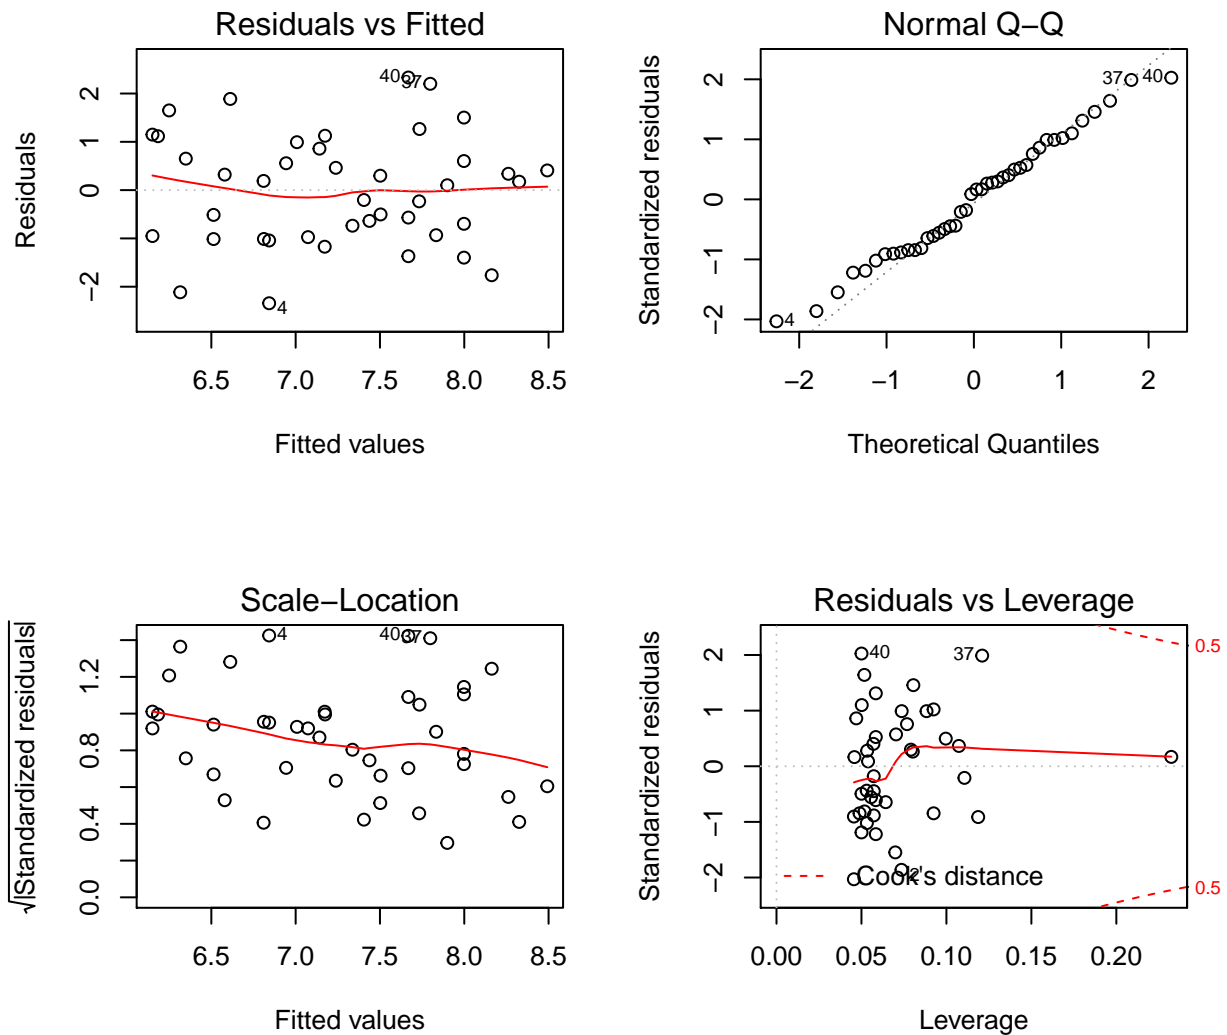 Residuals vs Fitted
Residuals
2
1
0
−2
40
37
4
6.5 7.0 7.5 8.0 8.5
Fitted values
Normal Q−Q
Standardized residuals
2
1
0
−1
−2
37
40
4
−2 −1 0 1 2
Theoretical Quantiles
Scale−Location
√|Standardized residuals|
1.2
0.8
0.4
0.0
4
40
37
6.5 7.0 7.5 8.0 8.5
Fitted values
Residuals vs Leverage
Standardized residuals
2
1
0
−1
−2
40
37
2
Cook's distance
0.5
0.5
0.00 0.05 0.10 0.15 0.20
Leverage